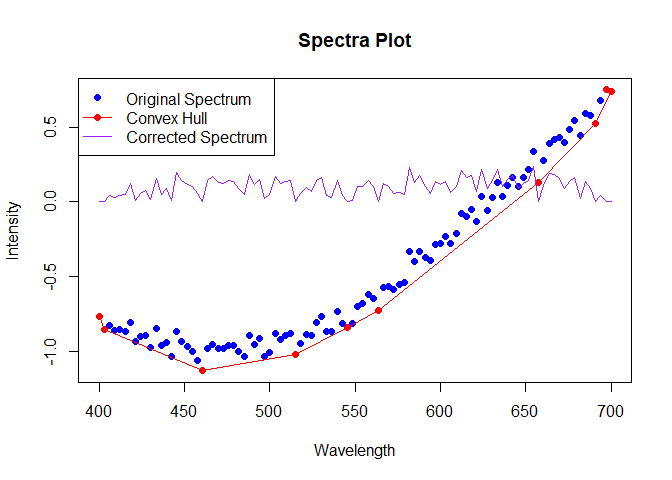 Spectra Plot
Original Spectrum
Convex Hull
Corrected Spectrum
Intensity
0.5
0.0
-0.5
-1.0
400 450 500 550 600 650 700
Wavelength